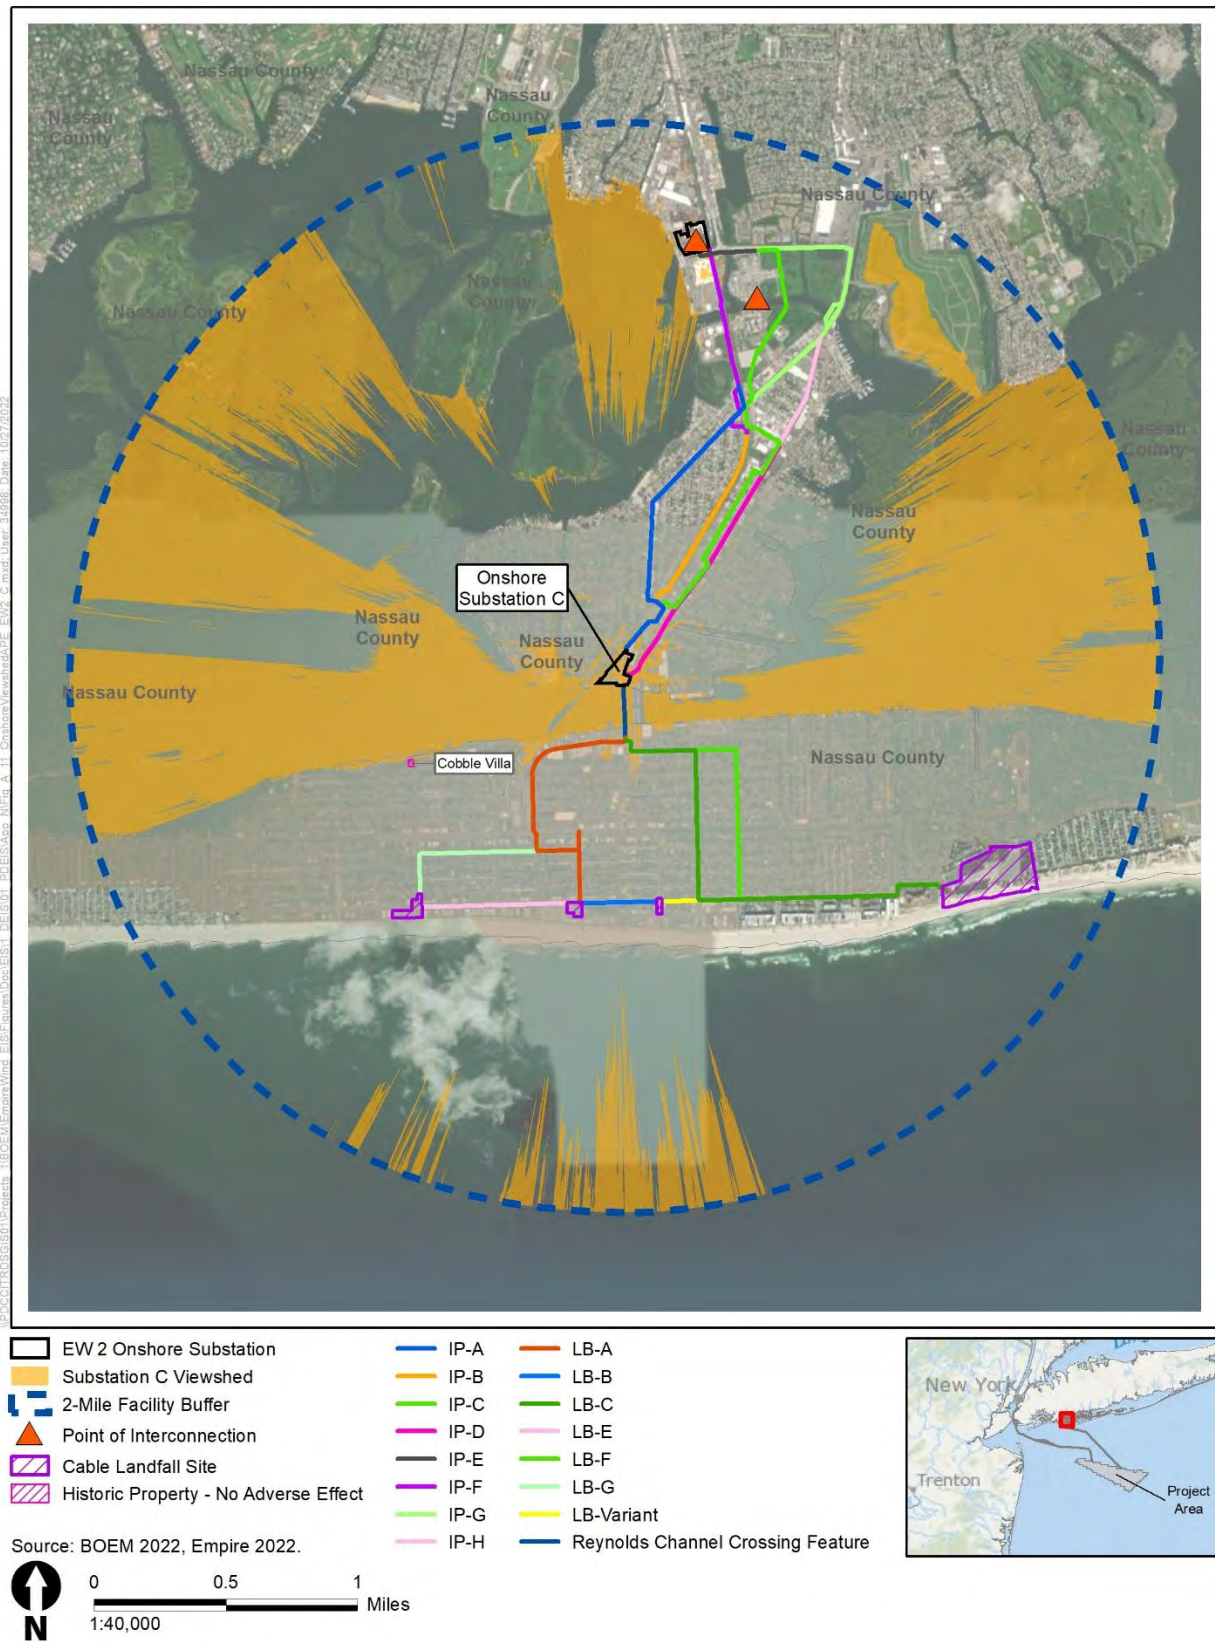 Nassau County
Nassau
County
Nassau
County
Nassau County
Nassau
County
Nassau County
Nassau
County
Nassau
County
Onshore
Substation C
Nassau
County
Nassau
County
Nassau County
Nassau County
Cobble Villa
EW 2 Onshore Substation
Substation C Viewshed
2-Mile Facility Buffer
Point of Interconnection
Cable Landfall Site
Historic Property - No Adverse Effect
IP-A
IP-B
IP-C
IP-D
IP-E
IP-F
IP-G
IP-H
LB-A
LB-B
LB-C
LB-E
LB-F
LB-G
LB-Variant
Reynolds Channel Crossing Feature
New York
Trenton
Project
Area
Source: BOEM 2022, Empire 2022.
N
0 0.5 1
Miles
1:40,000